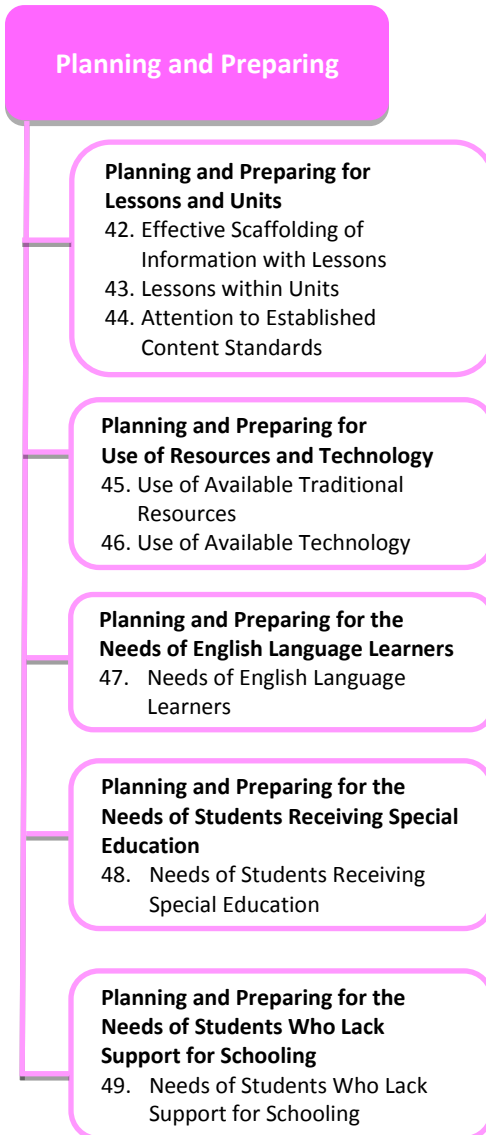 Planning and Preparing
Planning and Preparing for
Lessons and Units
42. Effective Scaffolding of
Information with Lessons
43. Lessons within Units
44. Attention to Established
Content Standards
Planning and Preparing for
Use of Resources and Technology
45. Use of Available Traditional
Resources
46. Use of Available Technology
Planning and Preparing for the
Needs of English Language Learners
47. Needs of English Language
Learners
Planning and Preparing for the
Needs of Students Receiving Special
Education
48. Needs of Students Receiving
Special Education
Planning and Preparing for the
Needs of Students Who Lack
Support for Schooling
49. Needs of Students Who Lack
Support for Schooling